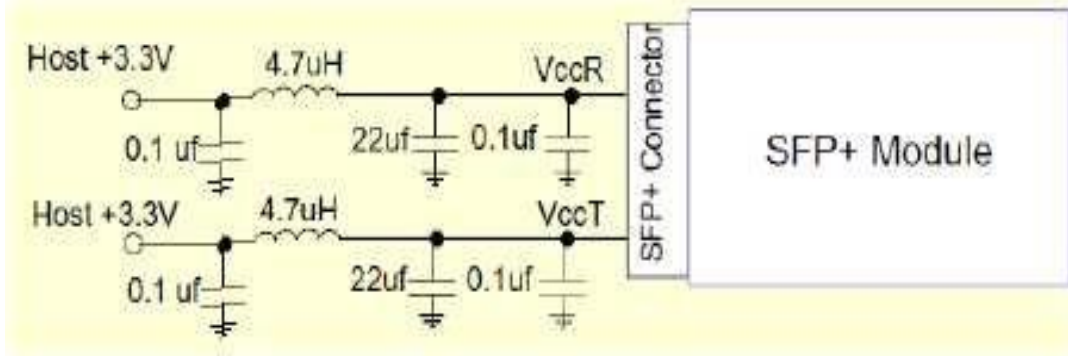 Host +3.3V
4.7uH
VccR
0.1 uf
22uf
0.1uf
Host +3.3V
4.7uH
VccT
0.1 uf
22uf
0.1uf
SFP+ Connector
SFP+ Module